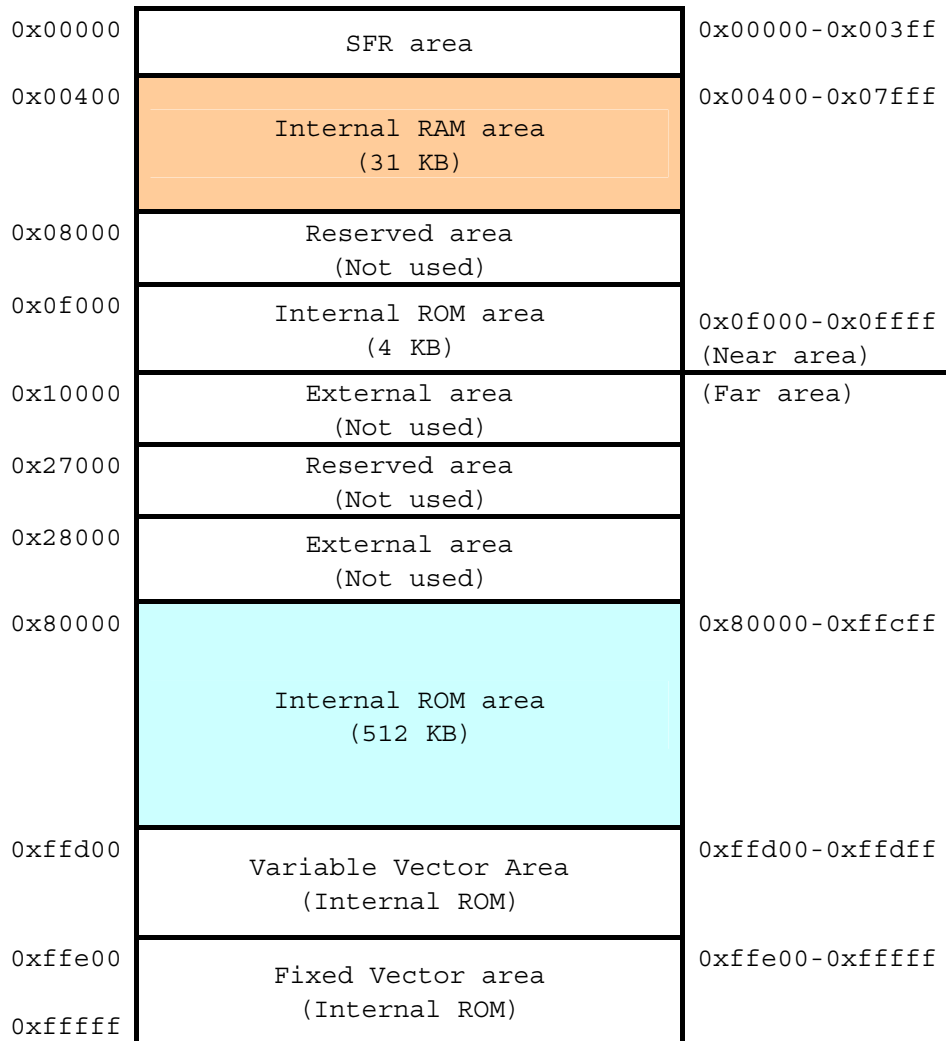 0x00000
SFR area
0x00000-0x003ff
0x00400
0x00400-0x07fff
Internal RAM area
(31 KB)
0x08000
Reserved area
(Not used)
0x0f000
Internal ROM area
(4 KB)
0x0f000-0x0ffff
(Near area)
0x10000
External area
(Not used)
(Far area)
0x27000
Reserved area
(Not used)
0x28000
External area
(Not used)
0x80000
0x80000-0xffcff
Internal ROM area
(512 KB)
0xffd00
0xffd00-0xffdff
Variable Vector Area
(Internal ROM)
0xffe00
0xffe00-0xfffff
Fixed Vector area
(Internal ROM)
0xfffff